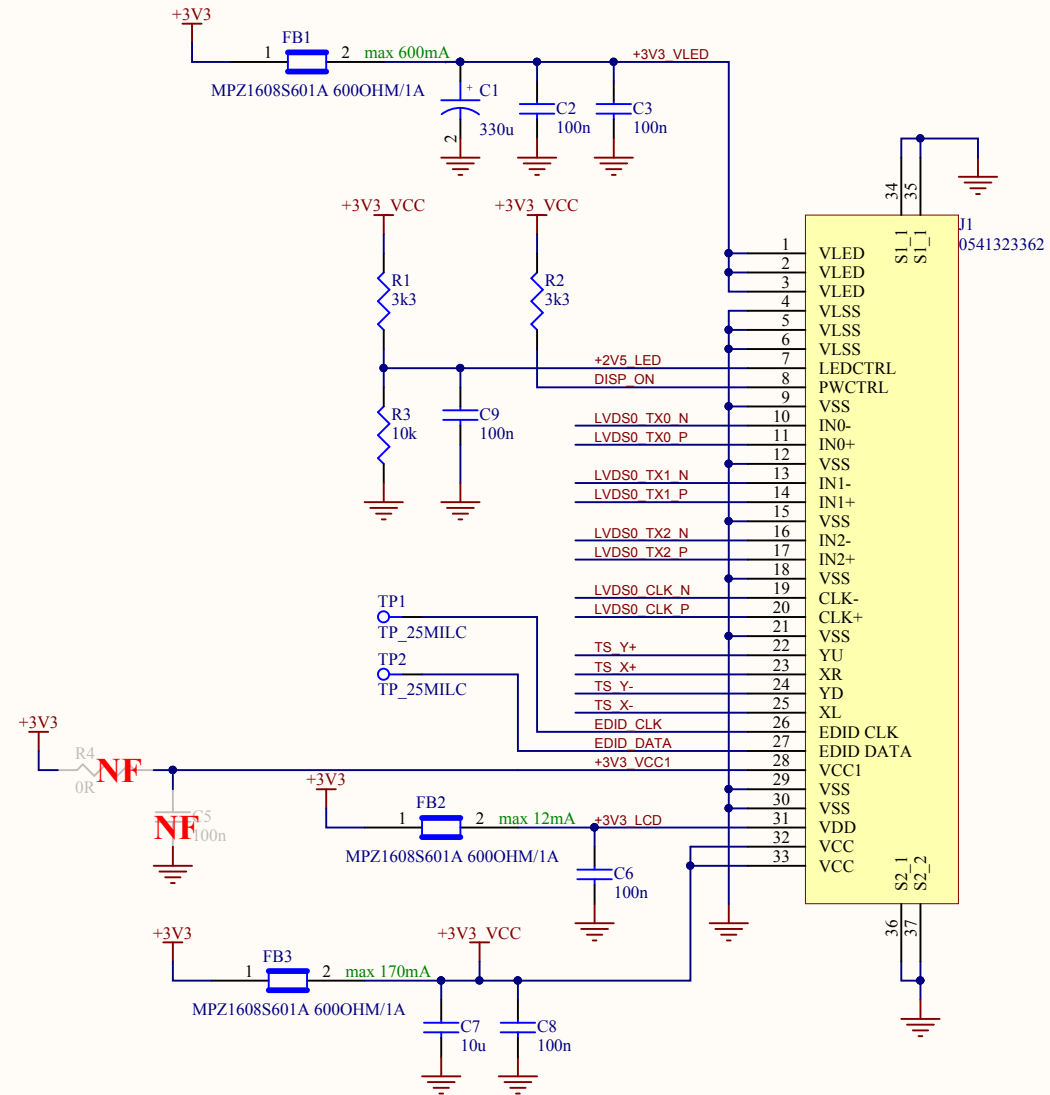 +3V3
FB1
1
2
max 600mA
+3V3_VLED
MPZ1608S601A 600OHM/1A
+
C1
330u
2
C2
100n
C3
100n
34
35
+3V3_VCC
+3V3_VCC
J1
0541323362
S1_1
S1_1
R1
3k3
R2
3k3
1 VLED
2 VLED
3 VLED
4 VLSS
5 VLSS
6 VLSS
+2V5_LED 7 LEDCTRL
DISP_ON 8 PWCTRL
9 VSS
R3
10k
C9
100n
LVDS0_TX0_N 10 IN0-
LVDS0_TX0_P 11 IN0+
12 VSS
LVDS0_TX1_N 13 IN1-
LVDS0_TX1_P 14 IN1+
15 VSS
LVDS0_TX2_N 16 IN2-
LVDS0_TX2_P 17 IN2+
18 VSS
LVDS0_CLK_N 19 CLK-
LVDS0_CLK_P 20 CLK+
21 VSS
TP1
TP_25MILC
TP2
TP_25MILC
TS_Y+ 22 YU
TS_X+ 23 XR
TS_Y- 24 YD
TS_X- 25 XL
EDID_CLK 26 EDID CLK
EDID_DATA 27 EDID DATA
+3V3_VCC1 28 VCC1
29 VSS
30 VSS
+3V3
R4
0R
NF
C5
100n
NF
+3V3
FB2
1
2
max 12mA
+3V3_LCD 31 VDD
MPZ1608S601A 600OHM/1A
32 VCC
33 VCC
C6
100n
S2_1
S2_2
36
37
+3V3
FB3
1
2
max 170mA
+3V3_VCC
MPZ1608S601A 600OHM/1A
C7
10u
C8
100n